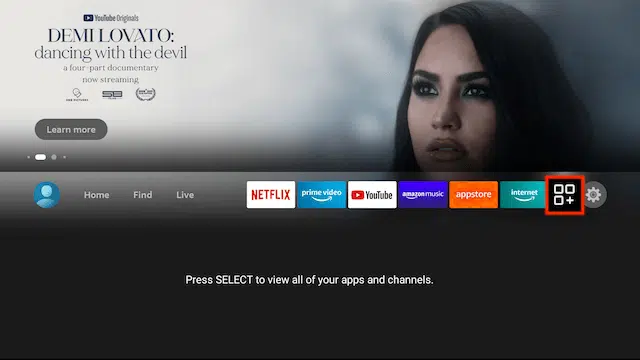 YouTube Originals
DEMI LOVATO:
dancing with the devil
a four-part documentary
now streaming
Learn more
Home
Find
Live
NETFLIX
prime video
YouTube
amazon music
appstore
internet
Press SELECT to view all of your apps and channels.